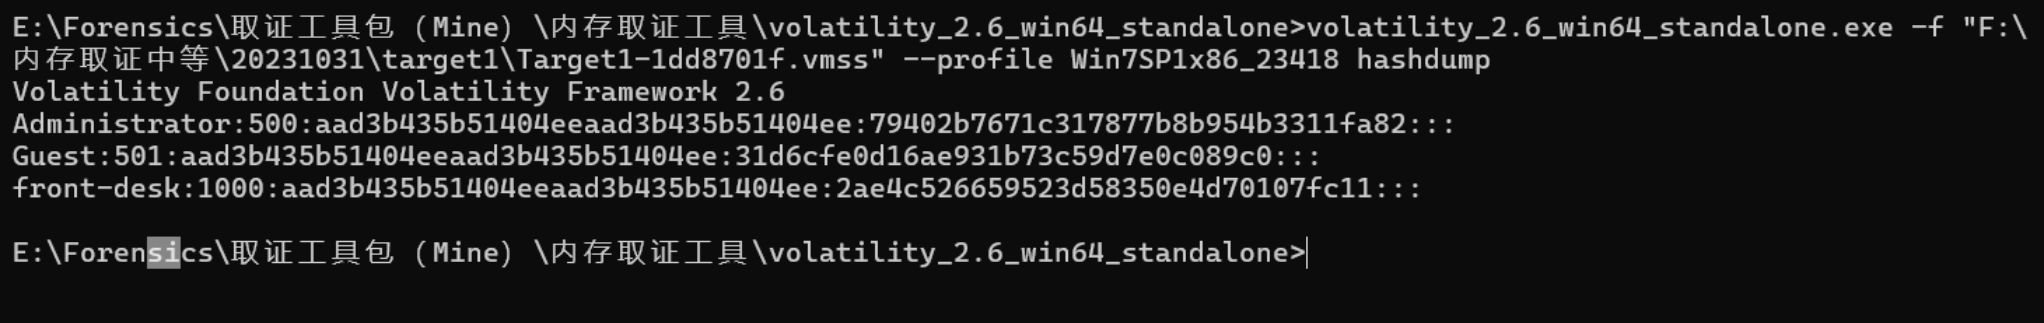 E:\Forensics\取证工具包 (Mine) \内存取证工具\volatility_2.6_win64_standalone>volatility_2.6_win64_standalone.exe -f "F:\
内存取证中等\20231031\target1\Target1-1dd8701f.vmss" --profile Win7SP1x86_23418 hashdump
Volatility Foundation Volatility Framework 2.6
Administrator:500:aad3b435b51404eeaad3b435b51404ee:79402b7671c317877b8b954b3311fa82:::
Guest:501:aad3b435b51404eeaad3b435b51404ee:31d6cfe0d16ae931b73c59d7e0c089c0:::
front-desk:1000:aad3b435b51404eeaad3b435b51404ee:2ae4c526659523d58350e4d70107fc11:::
E:\Forensics\取证工具包 (Mine) \内存取证工具\volatility_2.6_win64_standalone>